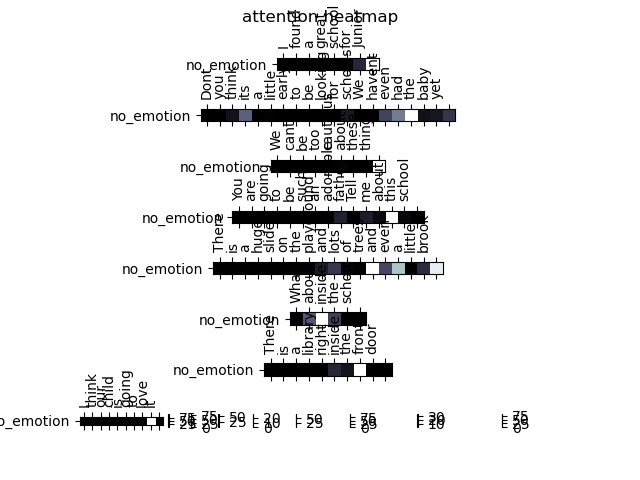 attention heatmap
I found a great school for Junior
no_emotion
Dont you think its a little early to be looking for schools We havent even had the baby yet
no_emotion
We cant be too cautious about these things
no_emotion
You are going to be such an adorable father Tell me about this school
no_emotion
There is a huge slide on the playground and lots of trees and even a little brook
no_emotion
What about inside the school
no_emotion
There is a library right inside the front door
no_emotion
I think our child is going to love it
no_emotion